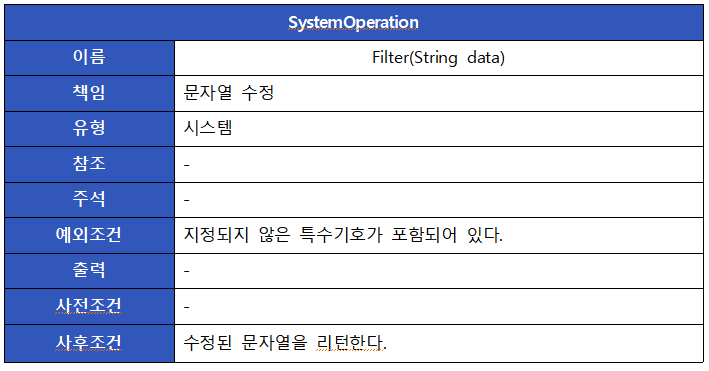 SystemOperation
이름 Filter(String data)
책임 문자열 수정
유형 시스템
참조 -
주석 -
예외조건 지정되지 않은 특수기호가 포함되어 있다.
출력 -
사전조건 -
사후조건 수정된 문자열을 리턴한다.